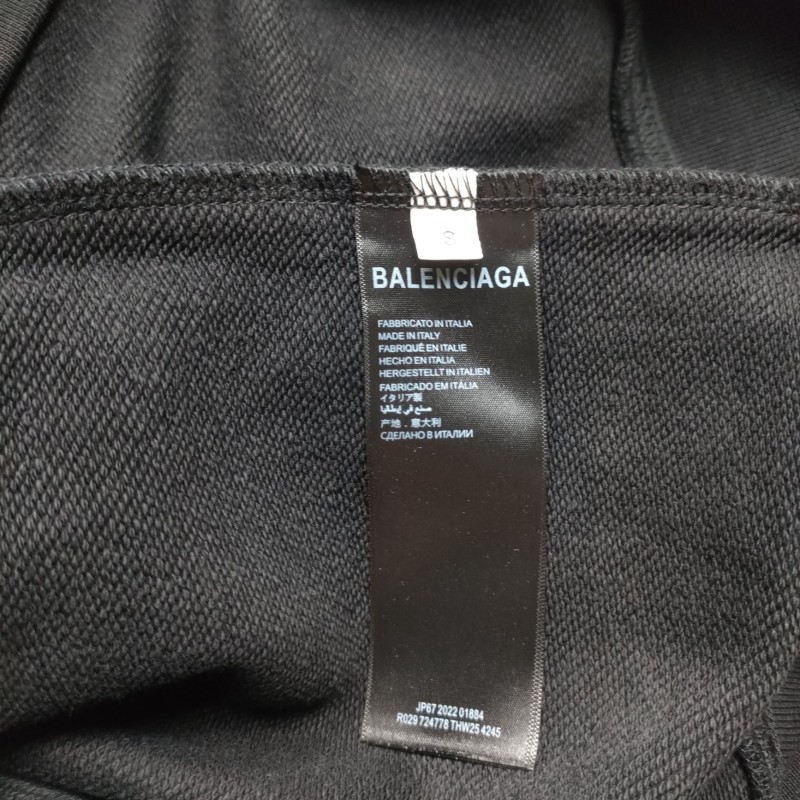 S
BALENCIAGA
FABBRICATO IN ITALIA
MADE IN ITALY
FABRIQUÉ EN ITALIE
HECHO EN ITALIA
HERGESTELLT IN ITALIEN
FABRICADO EM ITÁLIA
イタリア製
صنع في إيطاليا
产地．意大利
СДЕЛАНО В ИТАЛИИ
JP67 2022 01884
R029 724778 THW25 4245